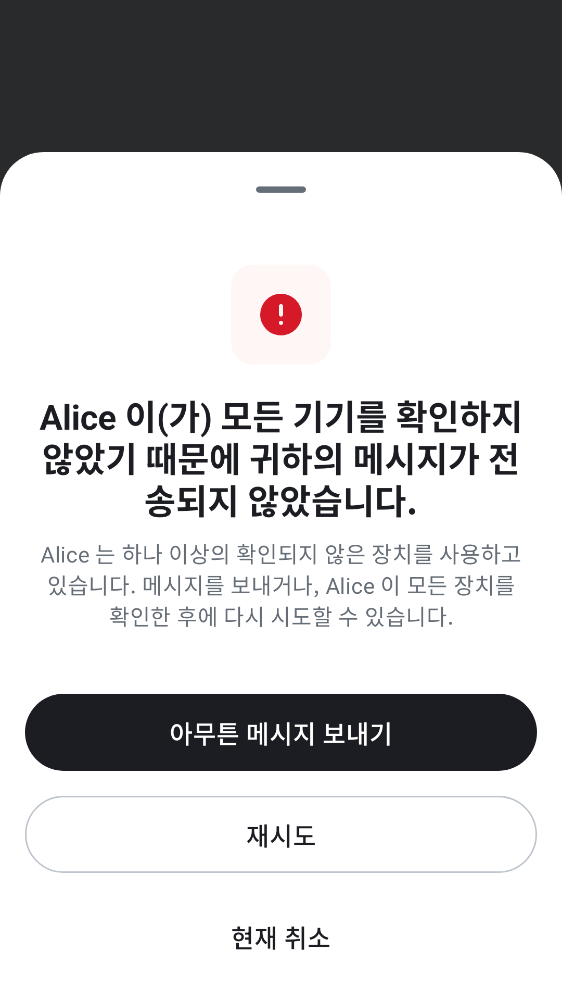 Alice 이(가) 모든 기기를 확인하지
않았기 때문에 귀하의 메시지가 전
송되지 않았습니다.
Alice 는 하나 이상의 확인되지 않은 장치를 사용하고
있습니다. 메시지를 보내거나, Alice 이 모든 장치를
확인한 후에 다시 시도할 수 있습니다.
아무튼 메시지 보내기
재시도
현재 취소